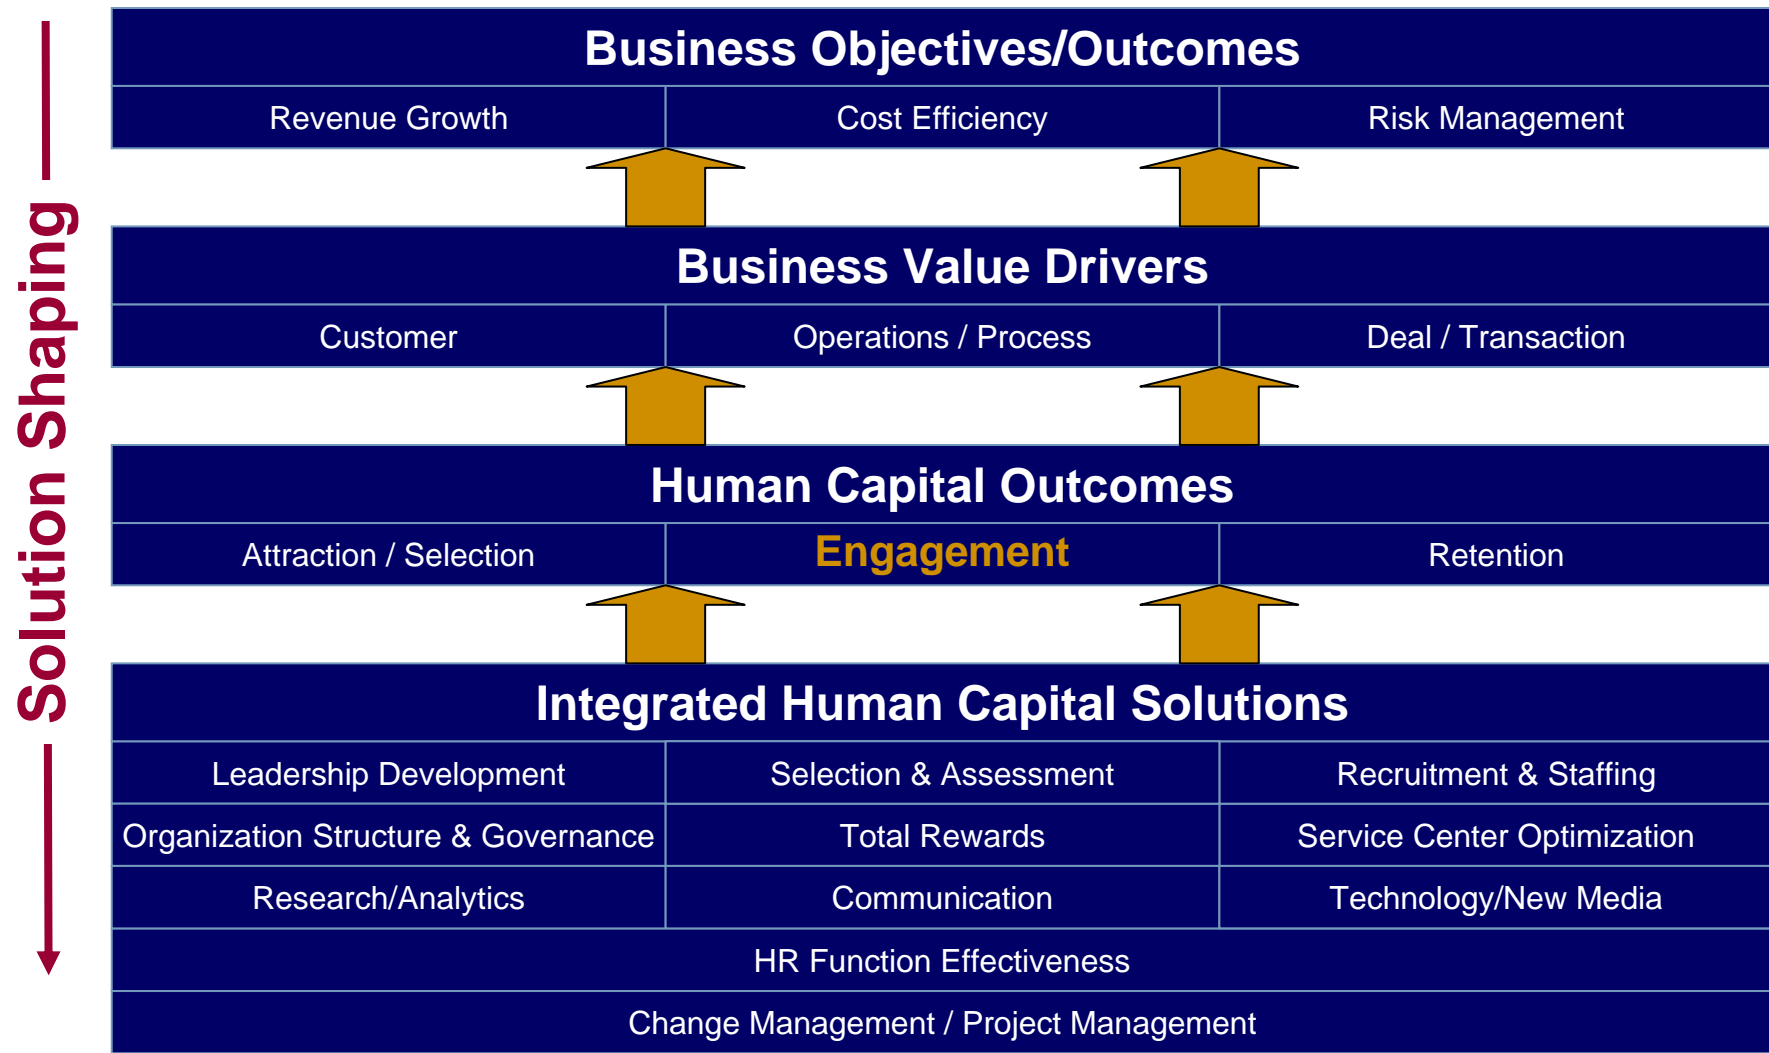 Solution Shaping
Business Objectives/Outcomes
Revenue Growth
Cost Efficiency
Risk Management
Business Value Drivers
Customer
Operations / Process
Deal / Transaction
Human Capital Outcomes
Attraction / Selection
Engagement
Retention
Integrated Human Capital Solutions
Leadership Development
Selection & Assessment
Recruitment & Staffing
Organization Structure & Governance
Total Rewards
Service Center Optimization
Research/Analytics
Communication
Technology/New Media
HR Function Effectiveness
Change Management / Project Management